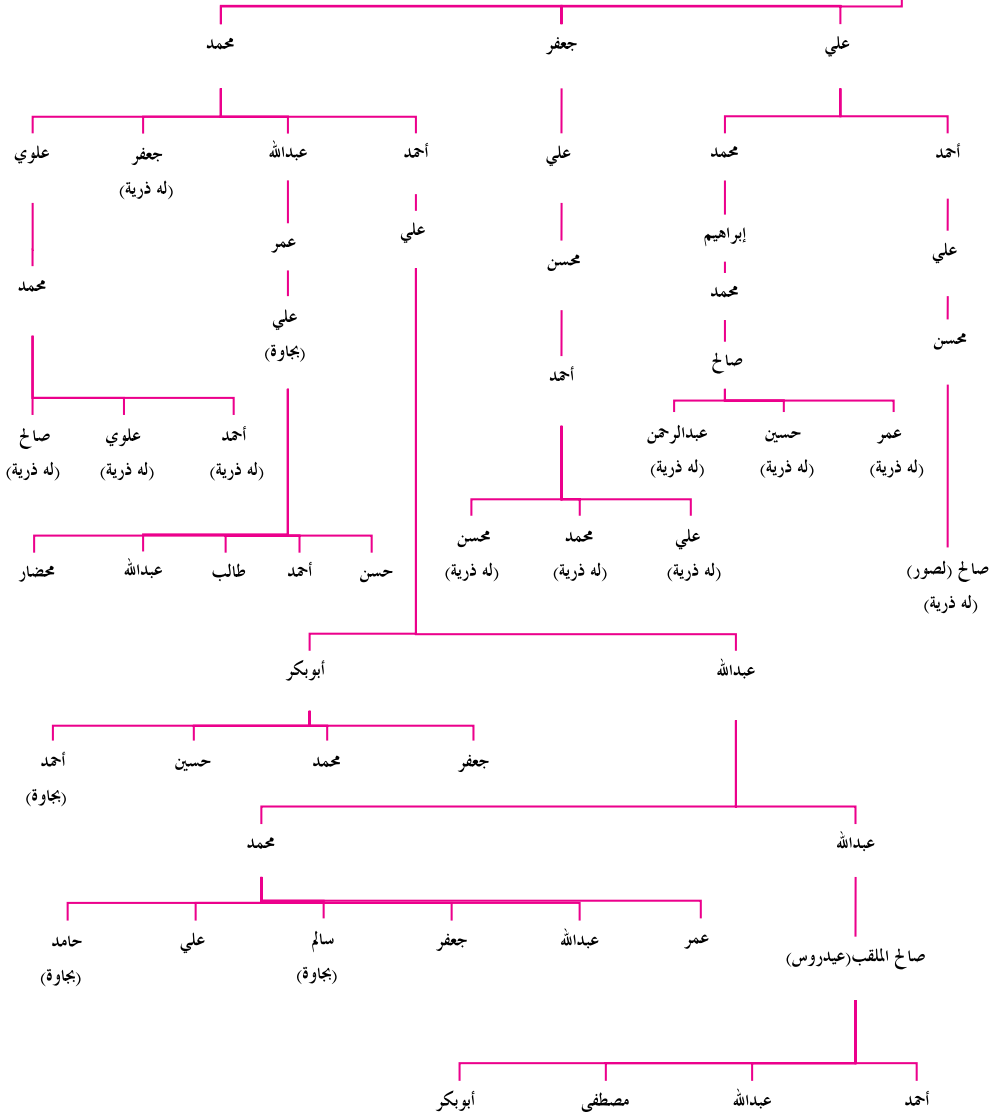 علي جعفر محمد
أحمد محمد علي أحمد عبدالله جعفر علوي
(له ذرية)
علي إبراهيم محسن علي عمر محمد
محمد
محسن صالح أحمد علي
(بجاوة)
عمر حسين عبدالرحمن أحمد علوي صالح
(له ذرية) (له ذرية) (له ذرية) (له ذرية) (له ذرية) (له ذرية)
علي محمد محسن
(له ذرية) (له ذرية) (له ذرية)
صالح (لصور) حسن أحمد طالب عبدالله محضار
(له ذرية)
عبدالله أبوبكر
جعفر محمد حسين أحمد
(بجاوة)
عبدالله محمد
عمر عبدالله جعفر سالم علي حامد
(بجاوة) (بجاوة)
صالح الملقب(عيدروس)
أحمد عبدالله مصطفى أبوبكر